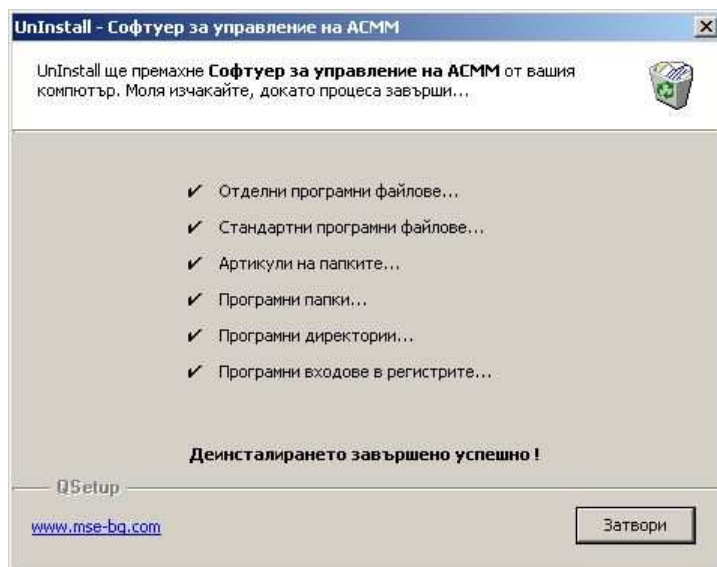 UnInstall - Софтуер за управление на АСММ
UnInstall ще премахне Софтуер за управление на АСММ от вашия
компютър. Моля изчакайте, докато процеса завърши...
✔ Отделни програмни файлове...
✔ Стандартни програмни файлове...
✔ Артикули на папките...
✔ Програмни папки...
✔ Програмни директории...
✔ Програмни входове в регистрите...
Деинсталирането завършено успешно !
QSetup
www.mse-bg.com
Затвори